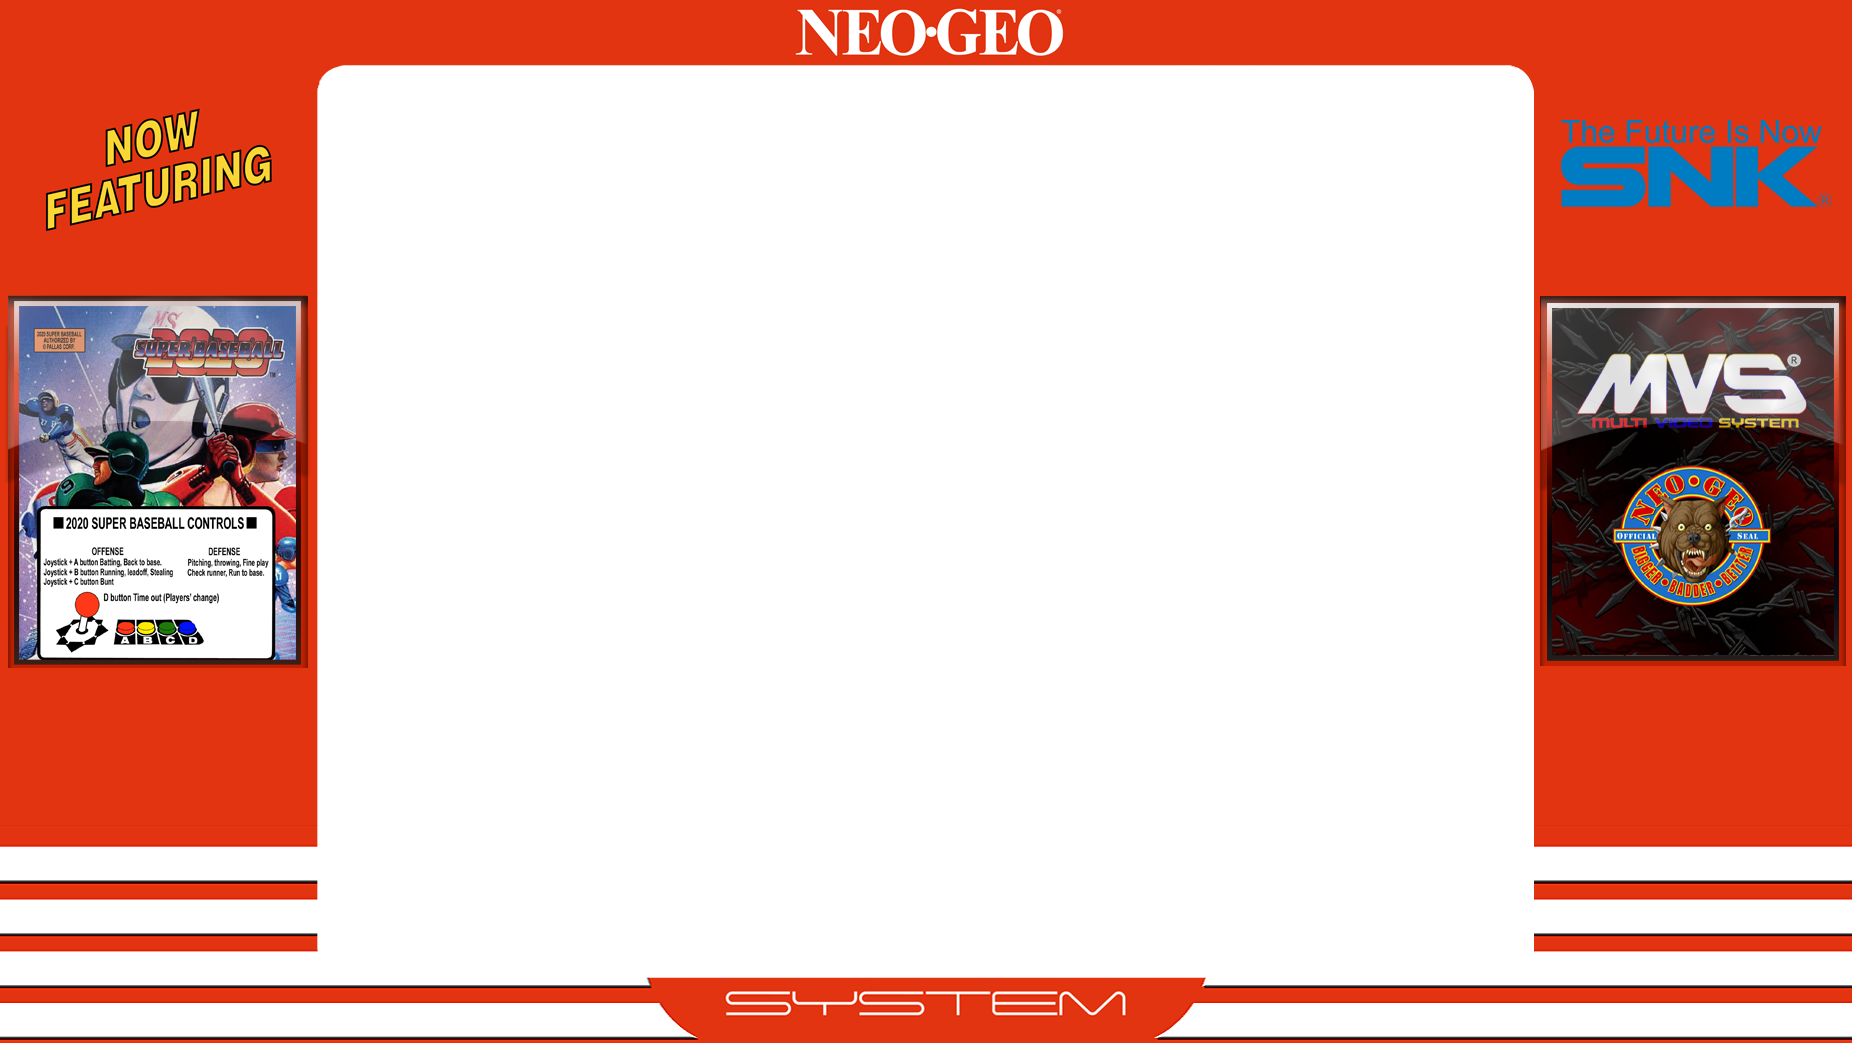 NEO•GEO®
NOW
FEATURING
The Future Is Now
SNK®
2020 SUPER BASEBALL
AUTHORIZED BY
© PALLAS CORP.
MS
2020
SUPER BASEBALL™
■2020 SUPER BASEBALL CONTROLS■
OFFENSE
Joystick + A button Batting, Back to base.
Joystick + B button Running, leadoff, Stealing
Joystick + C button Bunt
DEFENSE
Pitching, throwing, Fine play
Check runner, Run to base.
D button Time out (Players' change)
A B C D
9
MVS®
MULTI VIDEO SYSTEM
NEO•GEO
OFFICIAL SEAL
BIGGER•BADDER•BETTER
SYSTEM